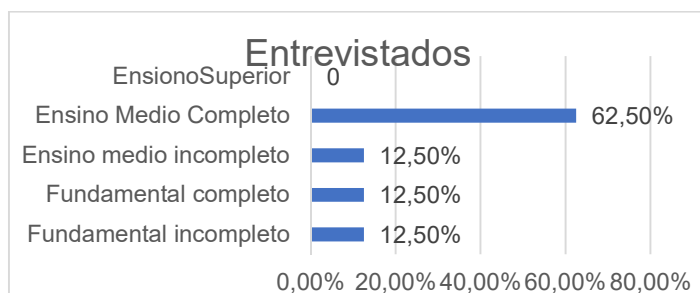 Entrevistados
EnsionoSuperior 0
Ensino Medio Completo 62,50%
Ensino medio incompleto 12,50%
Fundamental completo 12,50%
Fundamental incompleto 12,50%
0,00% 20,00% 40,00% 60,00% 80,00%